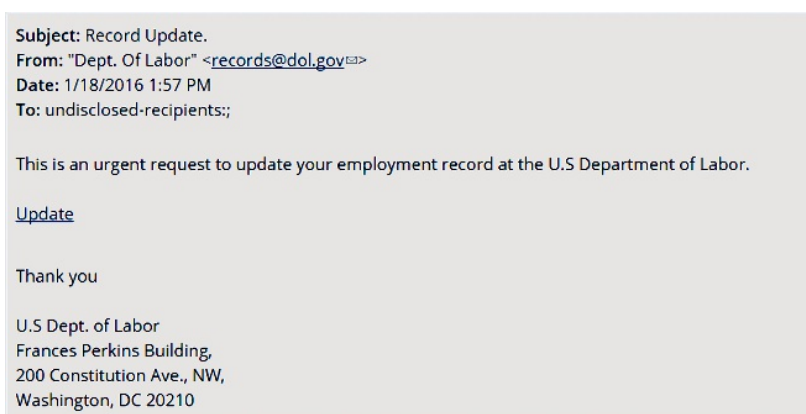 Subject: Record Update.
From: "Dept. Of Labor" <records@dol.gov✉>
Date: 1/18/2016 1:57 PM
To: undisclosed-recipients:;
This is an urgent request to update your employment record at the U.S Department of Labor.
Update
Thank you
U.S Dept. of Labor
Frances Perkins Building,
200 Constitution Ave., NW,
Washington, DC 20210